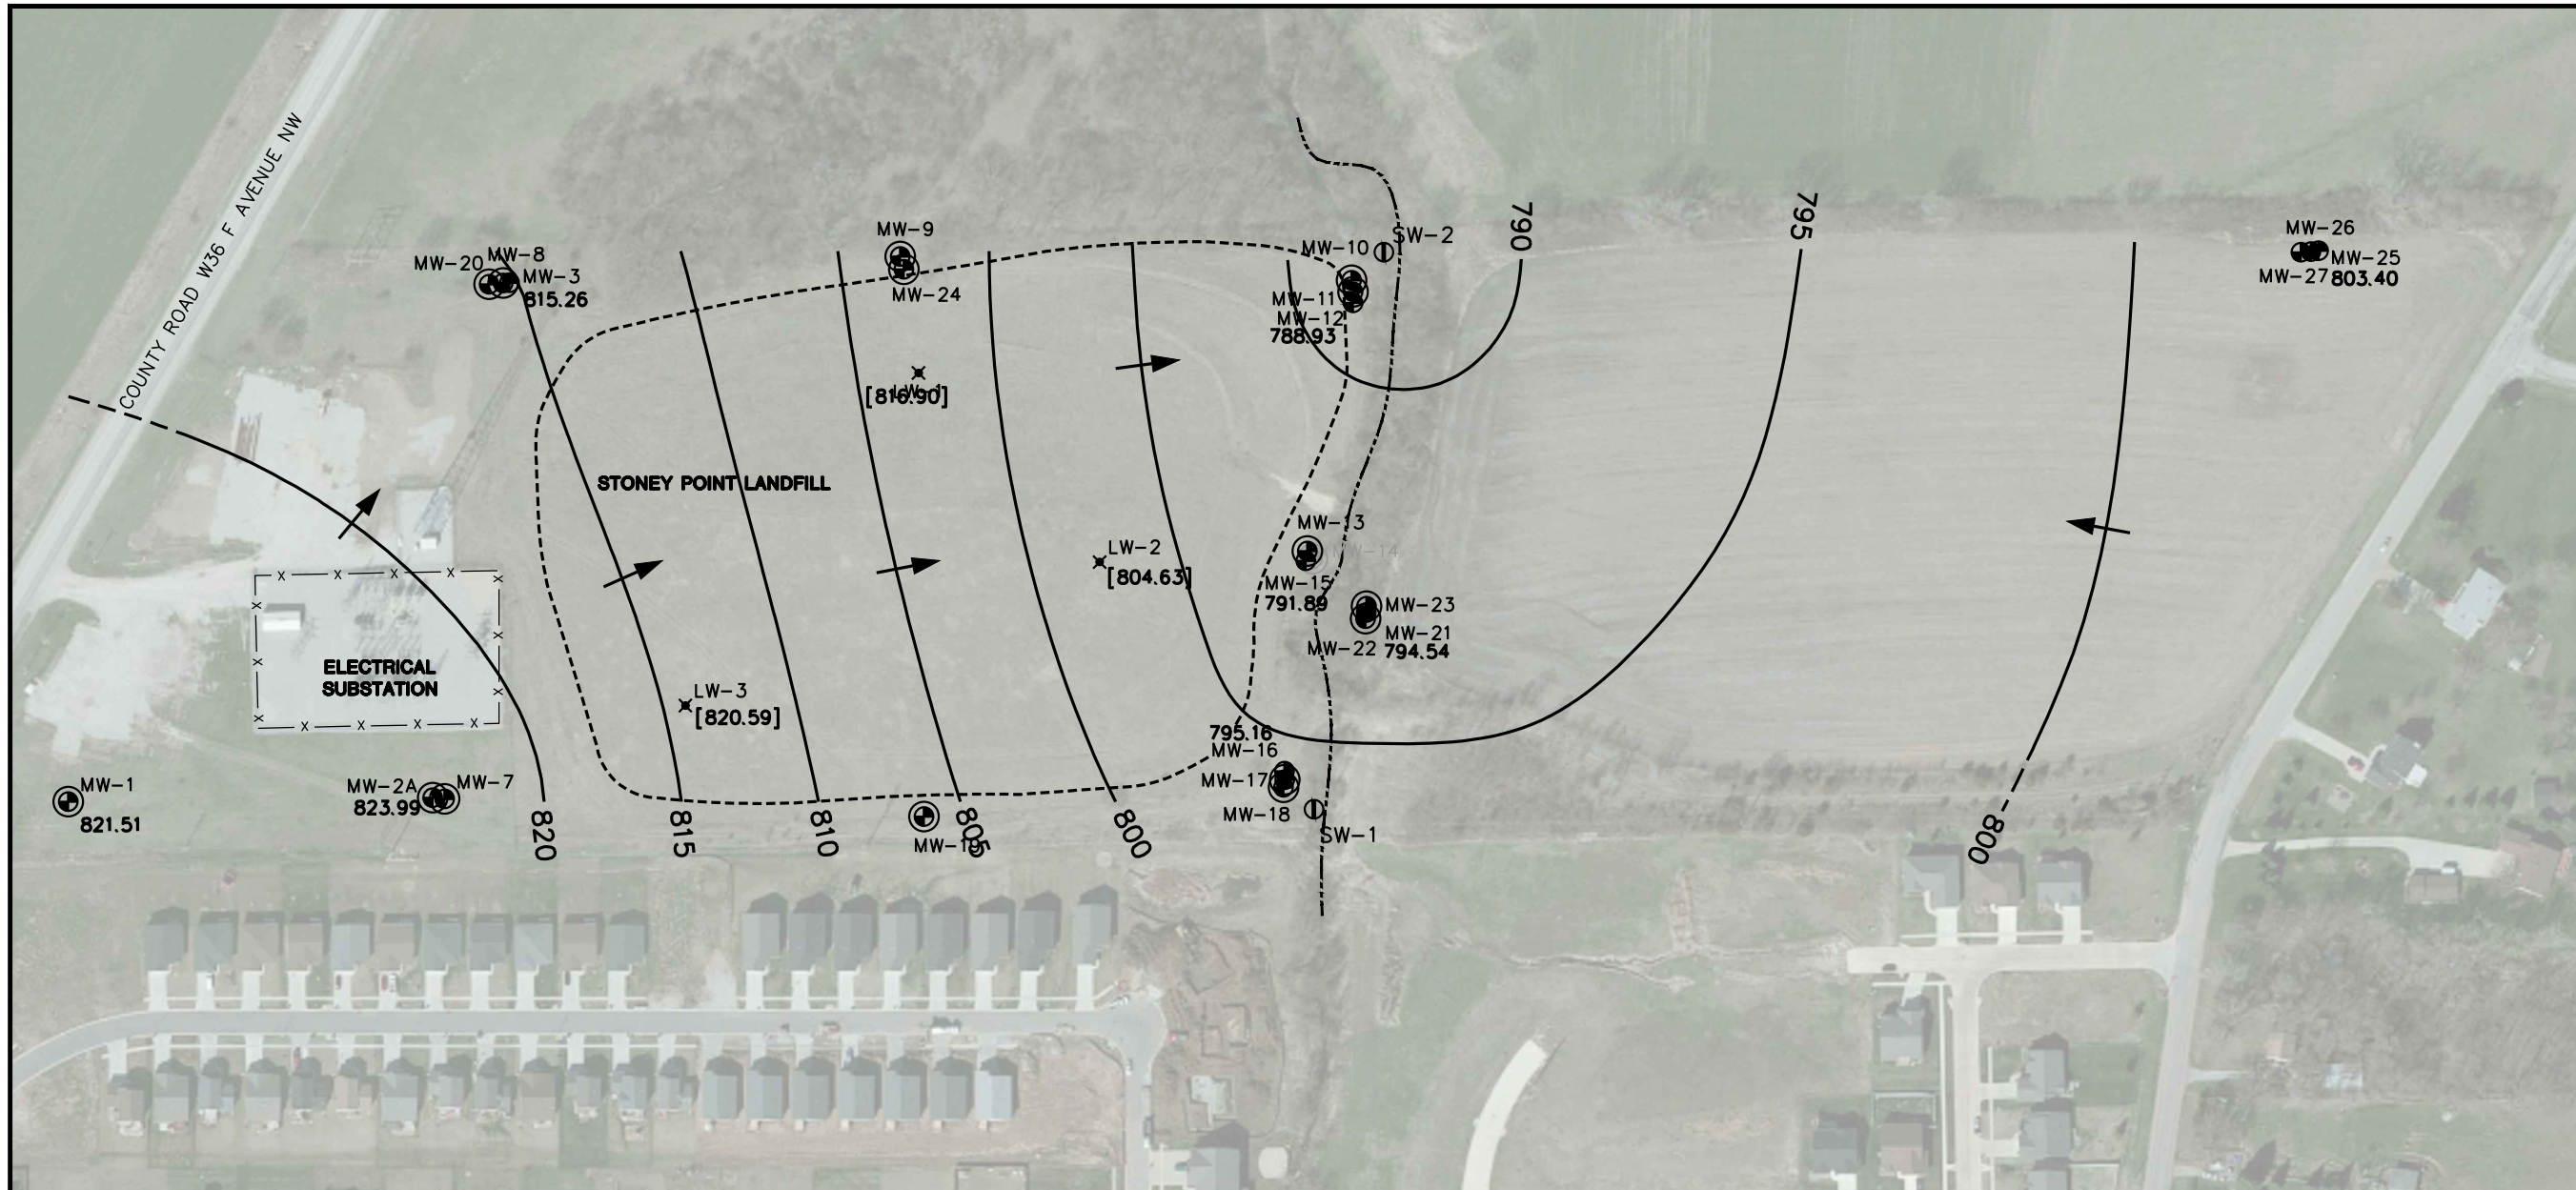 COUNTY ROAD W36 F AVENUE NW
MW-20
MW-8
MW-3
815.26
MW-9
MW-24
LW-1
[816.90]
MW-10
SW-2
MW-11
MW-12
788.93
790
795
MW-26
MW-25
MW-27
803.40
STONEY POINT LANDFILL
MW-13
MW-14
MW-15
791.89
LW-2
[804.63]
MW-23
MW-21
MW-22
794.54
ELECTRICAL
SUBSTATION
LW-3
[820.59]
795.16
MW-16
MW-17
MW-18
SW-1
MW-1
821.51
MW-2A
823.99
MW-7
MW-19
820
815
810
805
800
800